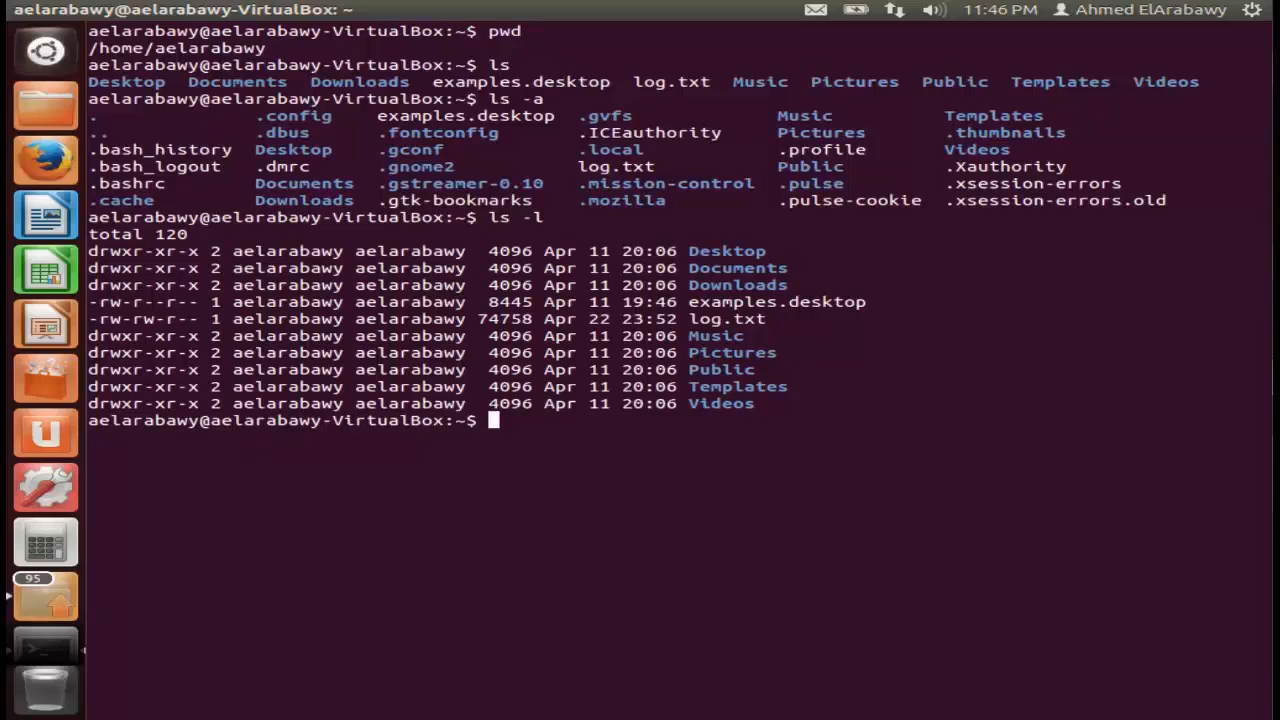 aelarabawy@aelarabawy-VirtualBox: ~ 11:46 PM Ahmed ElArabawy
aelarabawy@aelarabawy-VirtualBox:~$ pwd
/home/aelarabawy
aelarabawy@aelarabawy-VirtualBox:~$ ls
Desktop Documents Downloads examples.desktop log.txt Music Pictures Public Templates Videos
aelarabawy@aelarabawy-VirtualBox:~$ ls -a
. .config examples.desktop .gvfs Music Templates
.. .dbus .fontconfig .ICEauthority Pictures .thumbnails
.bash_history Desktop .gconf .local .profile Videos
.bash_logout .dmrc .gnome2 log.txt Public .Xauthority
.bashrc Documents .gstreamer-0.10 .mission-control .pulse .xsession-errors
.cache Downloads .gtk-bookmarks .mozilla .pulse-cookie .xsession-errors.old
aelarabawy@aelarabawy-VirtualBox:~$ ls -l
total 120
drwxr-xr-x 2 aelarabawy aelarabawy 4096 Apr 11 20:06 Desktop
drwxr-xr-x 2 aelarabawy aelarabawy 4096 Apr 11 20:06 Documents
drwxr-xr-x 2 aelarabawy aelarabawy 4096 Apr 11 20:06 Downloads
-rw-r--r-- 1 aelarabawy aelarabawy 8445 Apr 11 19:46 examples.desktop
-rw-rw-r-- 1 aelarabawy aelarabawy 74758 Apr 22 23:52 log.txt
drwxr-xr-x 2 aelarabawy aelarabawy 4096 Apr 11 20:06 Music
drwxr-xr-x 2 aelarabawy aelarabawy 4096 Apr 11 20:06 Pictures
drwxr-xr-x 2 aelarabawy aelarabawy 4096 Apr 11 20:06 Public
drwxr-xr-x 2 aelarabawy aelarabawy 4096 Apr 11 20:06 Templates
drwxr-xr-x 2 aelarabawy aelarabawy 4096 Apr 11 20:06 Videos
aelarabawy@aelarabawy-VirtualBox:~$
95